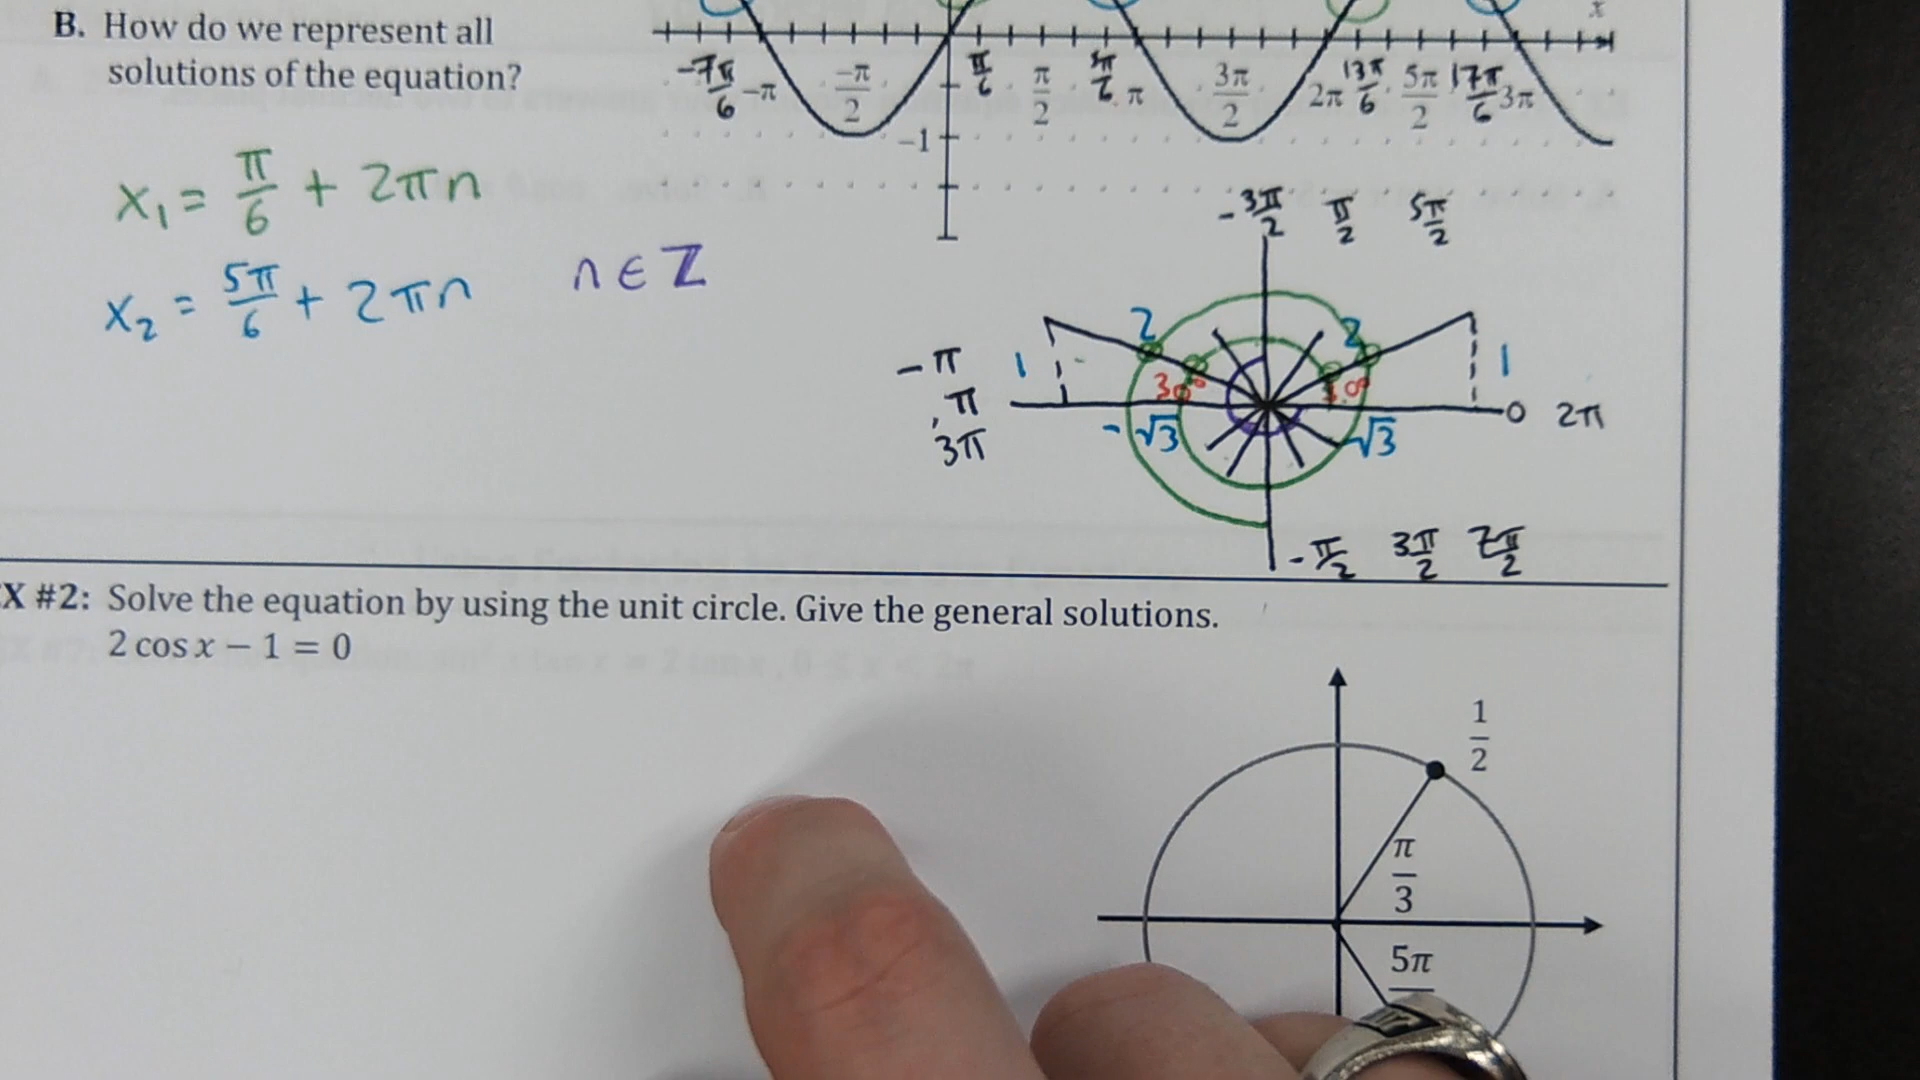 B. How do we represent all
solutions of the equation?
x₁ = π/6 + 2πn
x₂ = 5π/6 + 2πn
n ∈ ℤ
x
-7π/6 -π -π/2 π/6 π/2 5π/6 π 3π/2 2π 13π/6 5π/2 17π/6 3π
-1
-3π/2 π/2 5π/2
2 2
-π 1 1
30° 30°
π 0 2π
-√3 √3
3π
-π/2 3π/2 7π/2
X #2: Solve the equation by using the unit circle. Give the general solutions.
2 cos x − 1 = 0
1/2
π/3
5π